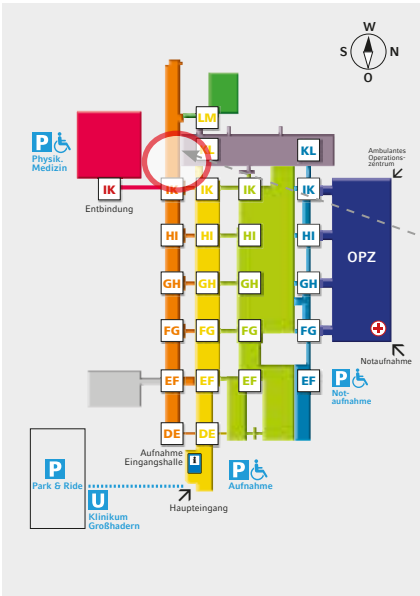 W
S
N
O
LM
P
Physik.
Medizin
KL
Ambulantes
Operations-
zentrum
IK
IK
IK
IK
IK
Entbindung
HI
HI
HI
HI
OPZ
GH
GH
GH
GH
FG
FG
FG
FG
Notaufnahme
EF
EF
EF
EF
P
Not-
aufnahme
DE
DE
Aufnahme
Eingangshalle
i
P
Aufnahme
P
Park & Ride
U
Klinikum
Großhadern
Haupteingang